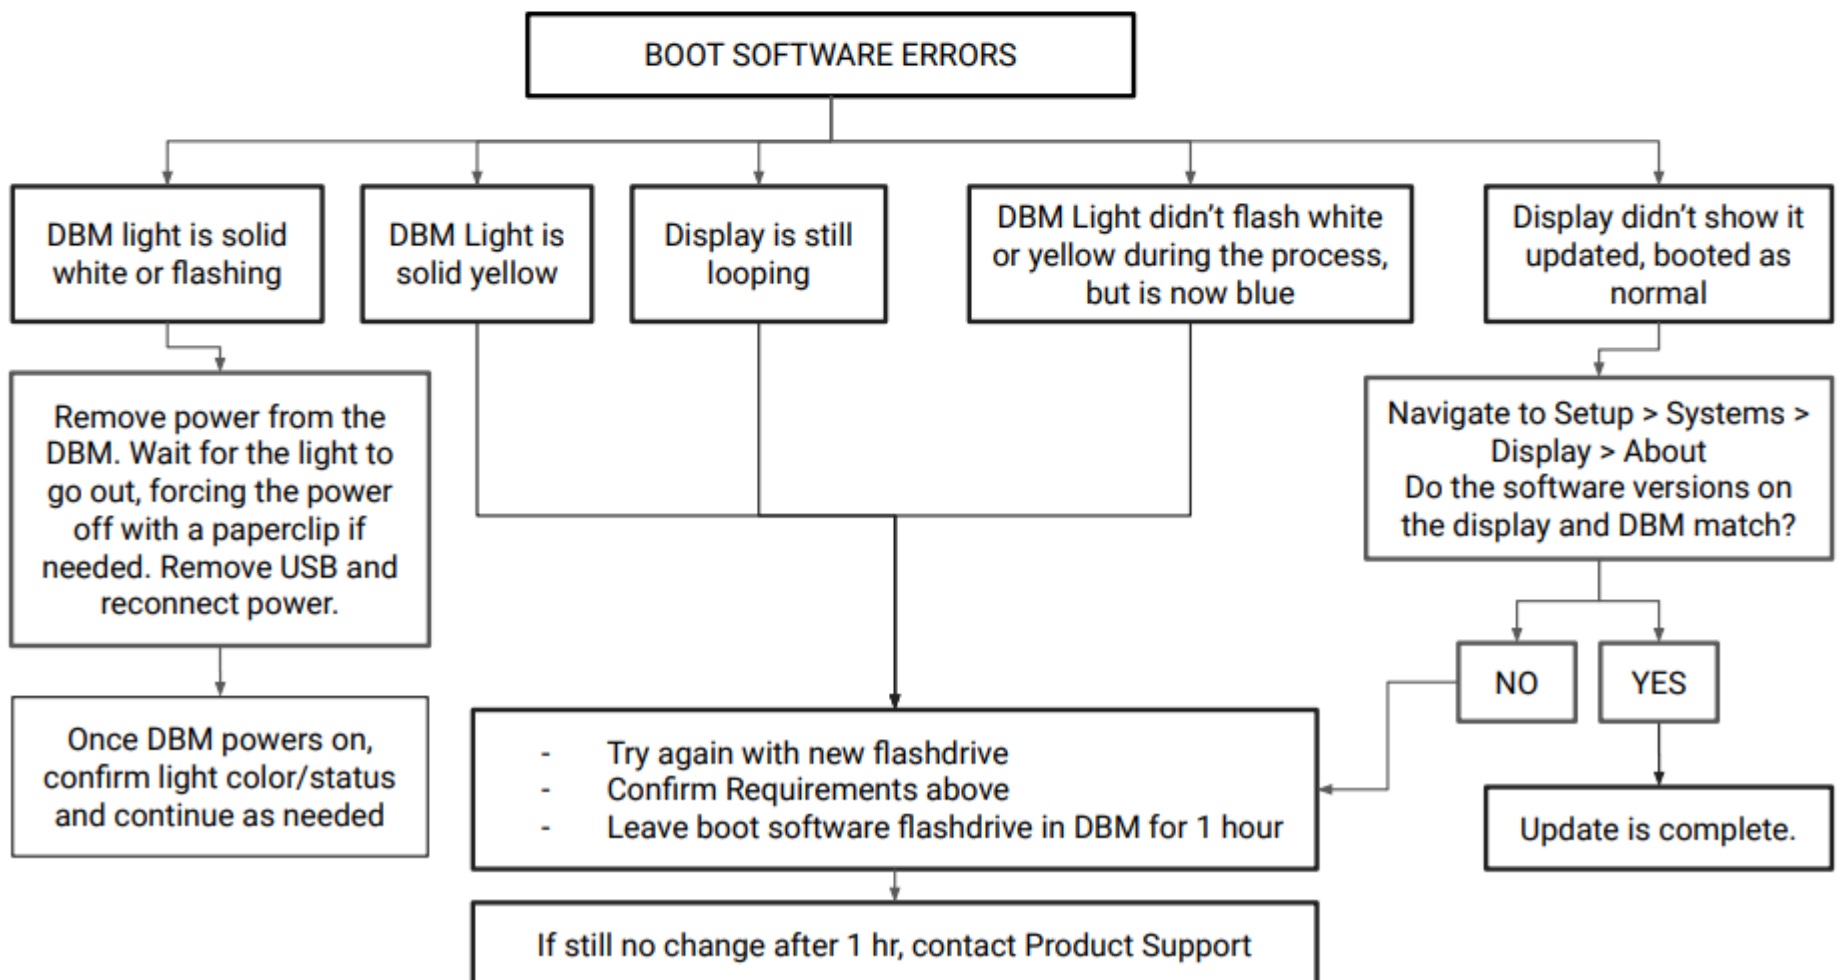 BOOT SOFTWARE ERRORS
DBM light is solid
white or flashing
DBM Light is
solid yellow
Display is still
looping
DBM Light didn't flash white
or yellow during the process,
but is now blue
Display didn't show it
updated, booted as
normal
Remove power from the
DBM. Wait for the light to
go out, forcing the power
off with a paperclip if
needed. Remove USB and
reconnect power.
Navigate to Setup > Systems >
Display > About
Do the software versions on
the display and DBM match?
NO
YES
Once DBM powers on,
confirm light color/status
and continue as needed
- Try again with new flashdrive
- Confirm Requirements above
- Leave boot software flashdrive in DBM for 1 hour
Update is complete.
If still no change after 1 hr, contact Product Support